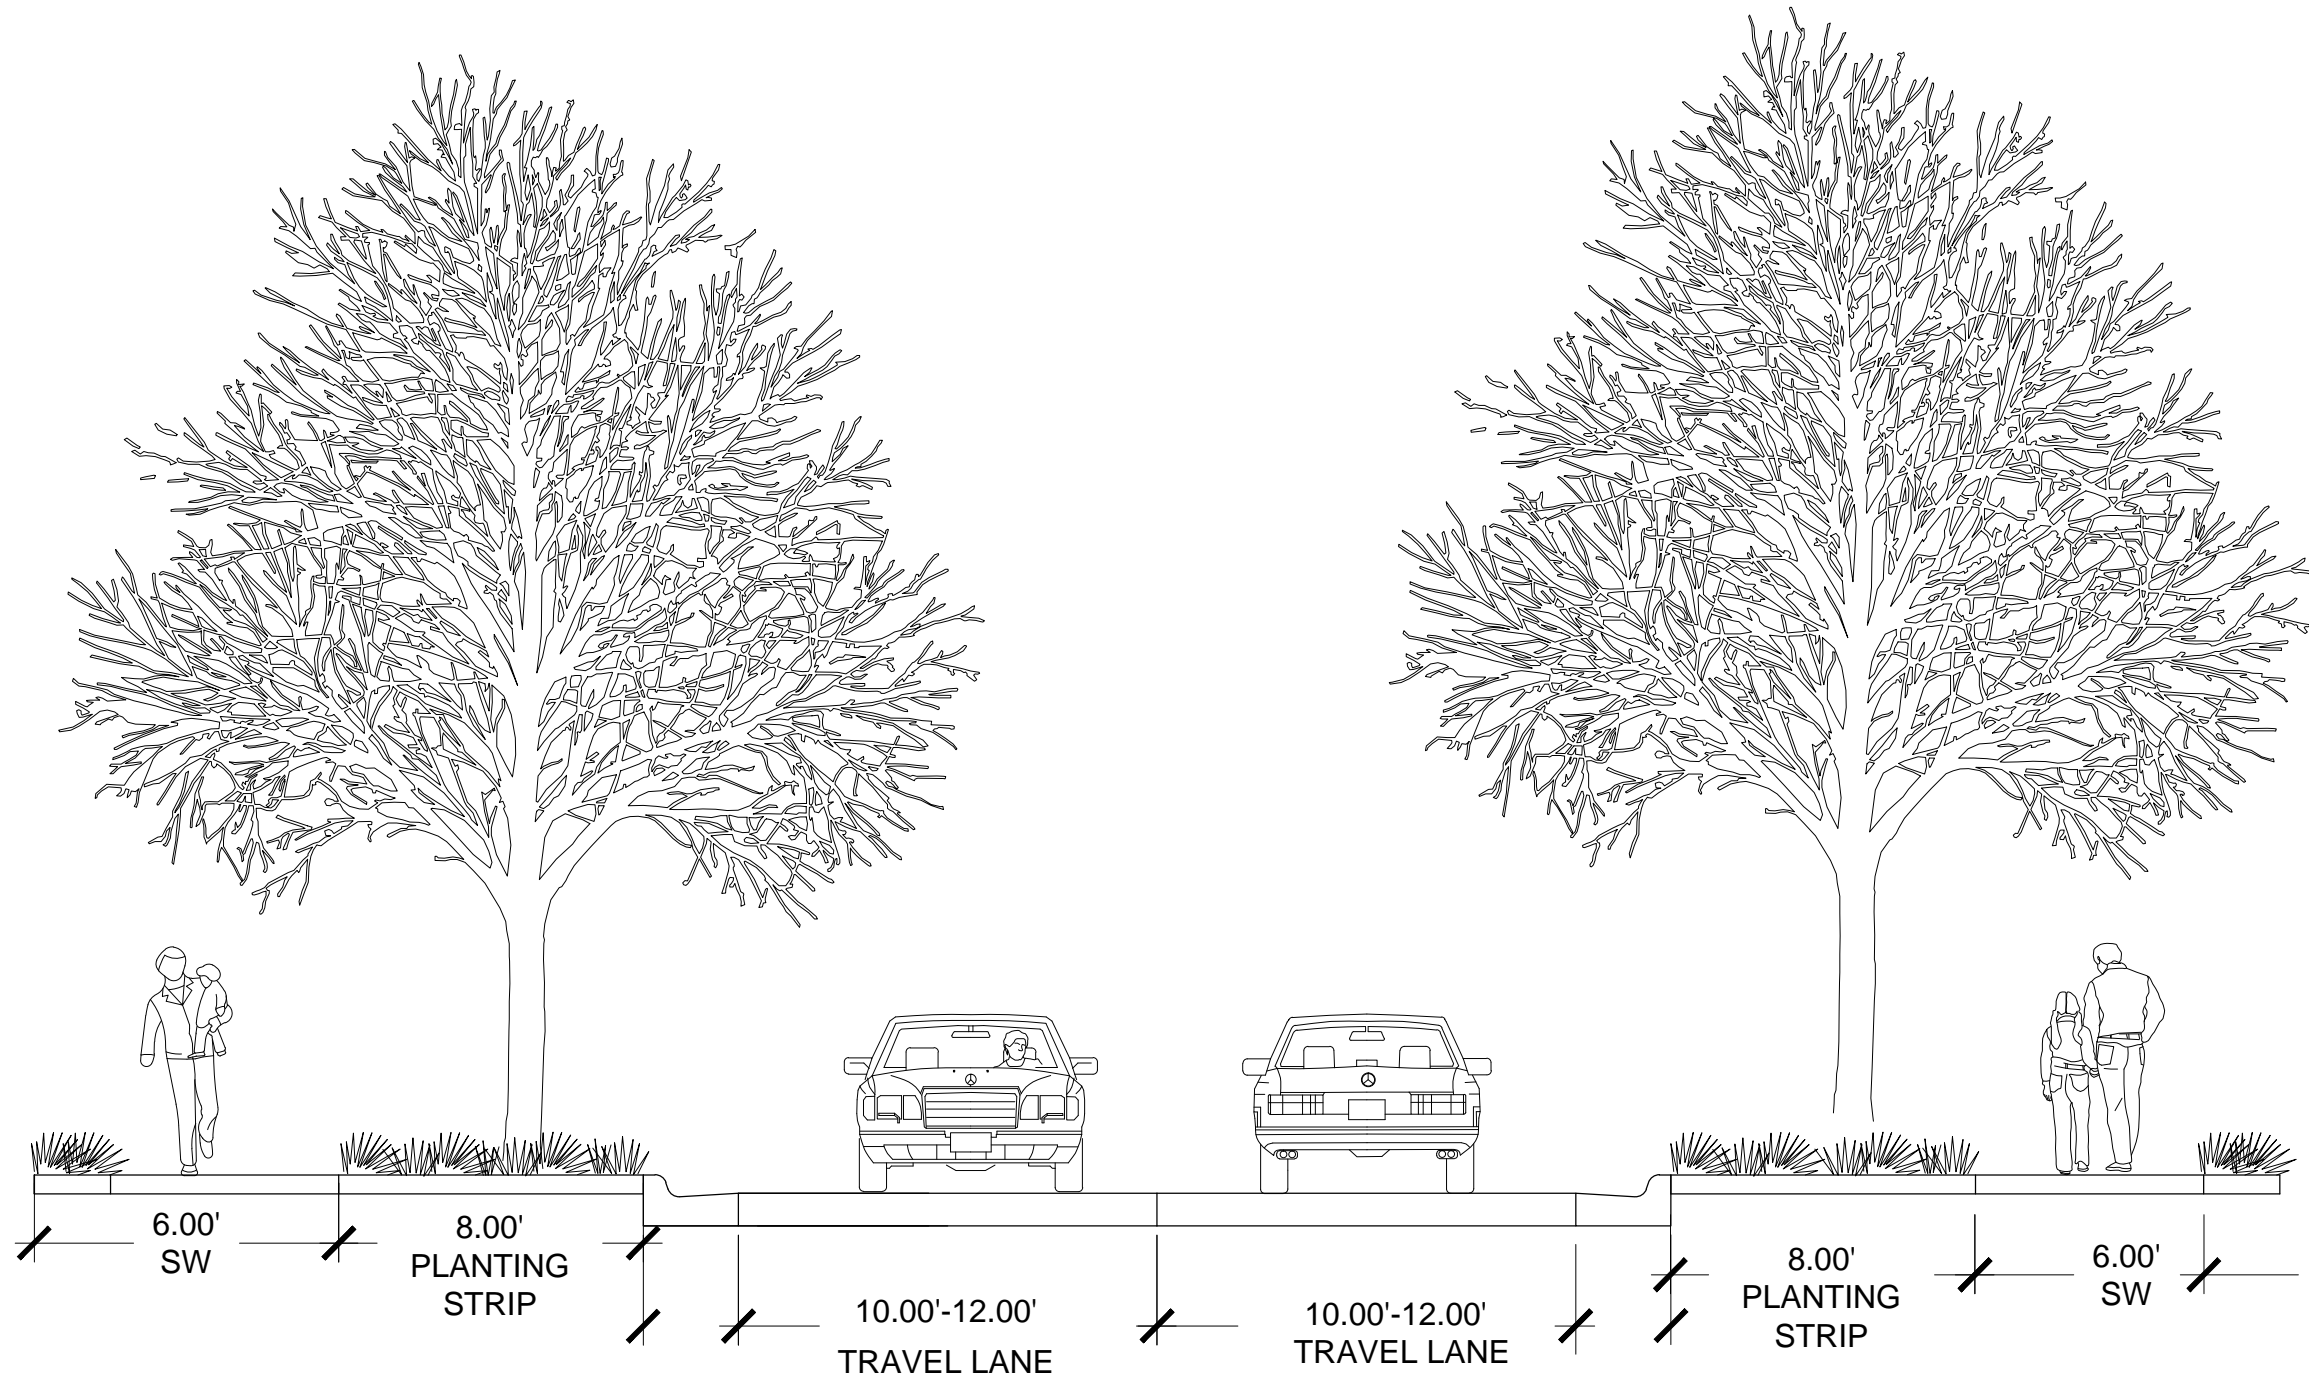 6.00'
SW
8.00'
PLANTING
STRIP
10.00'-12.00'
TRAVEL LANE
10.00'-12.00'
TRAVEL LANE
8.00'
PLANTING
STRIP
6.00'
SW